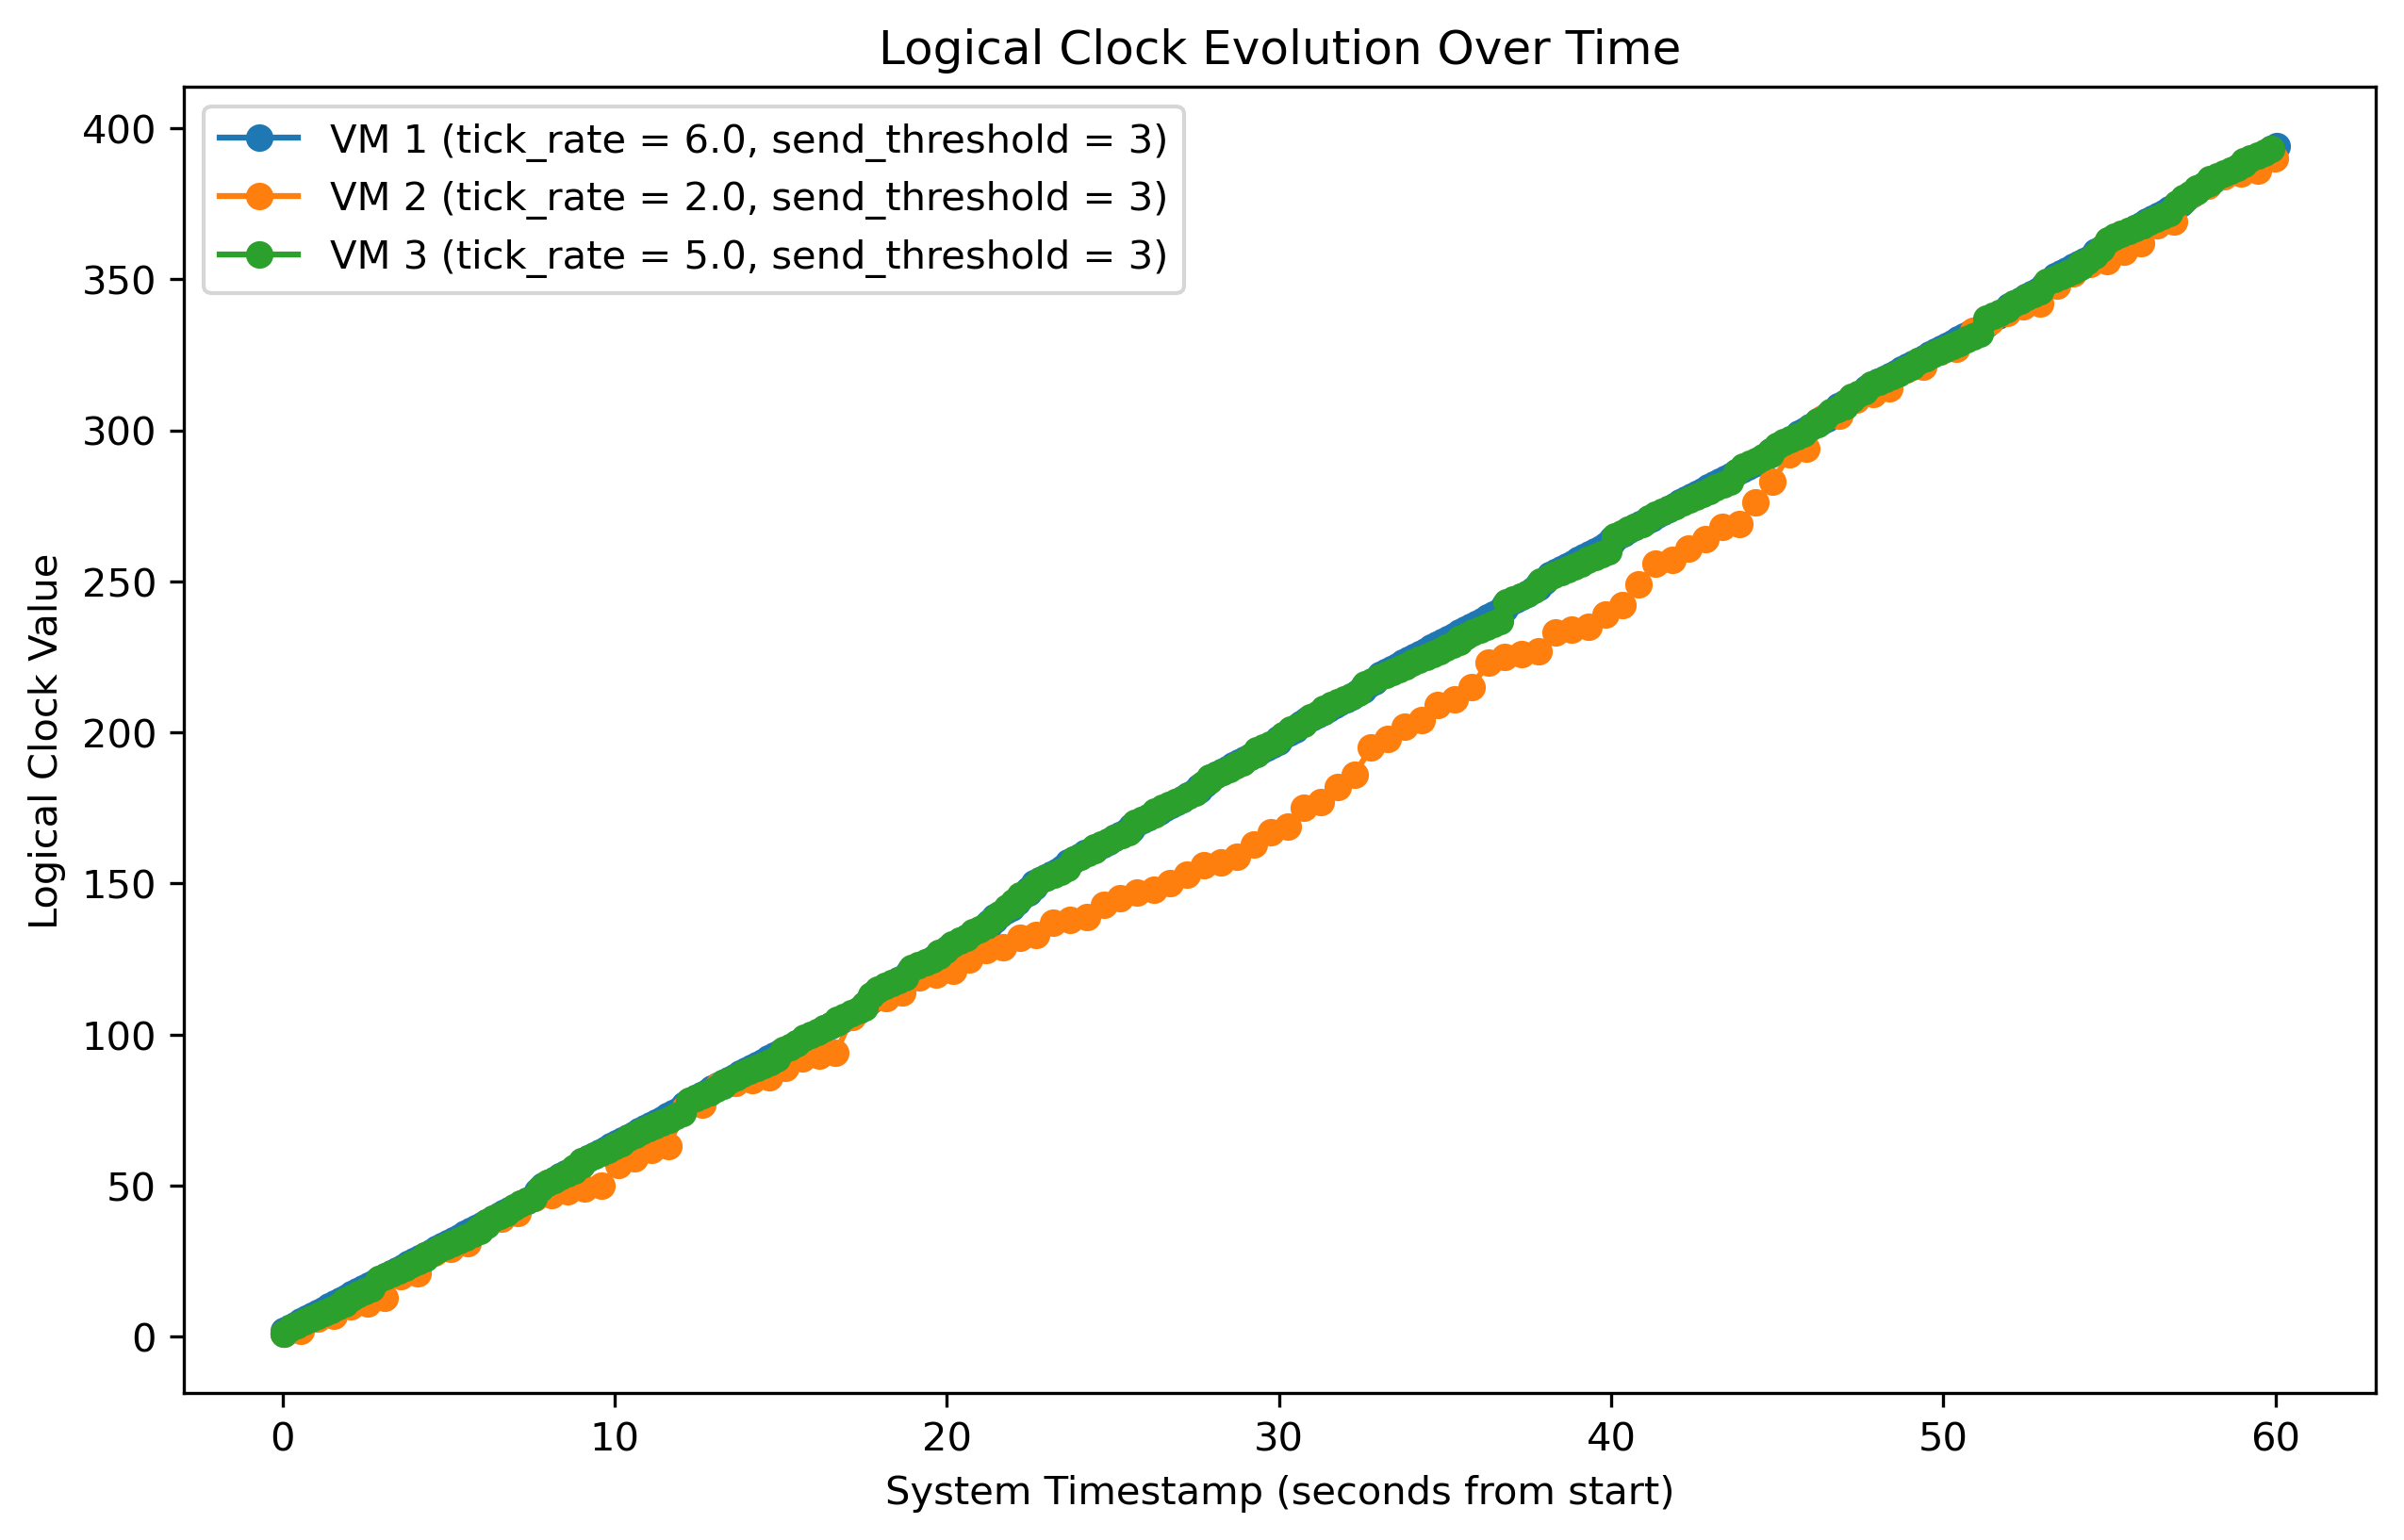 Logical Clock Evolution Over Time
VM 1 (tick_rate = 6.0, send_threshold = 3)
VM 2 (tick_rate = 2.0, send_threshold = 3)
VM 3 (tick_rate = 5.0, send_threshold = 3)
Logical Clock Value
400
350
300
250
200
150
100
50
0
0 10 20 30 40 50 60
System Timestamp (seconds from start)